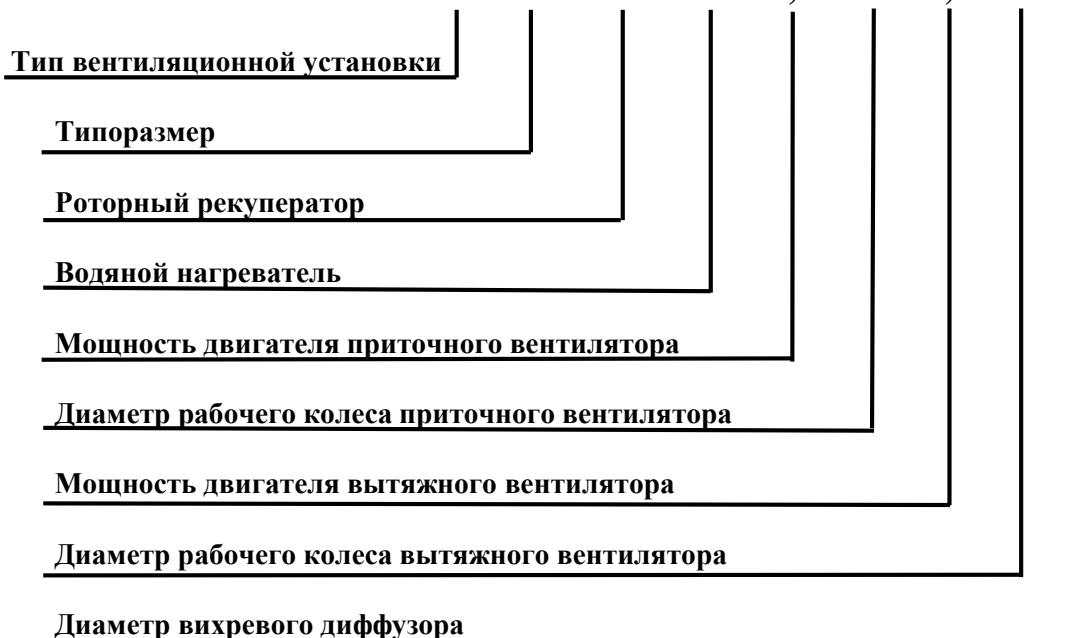 Тип вентиляционной установки
Типоразмер
Роторный рекуператор
Водяной нагреватель
Мощность двигателя приточного вентилятора
Диаметр рабочего колеса приточного вентилятора
Мощность двигателя вытяжного вентилятора
Диаметр рабочего колеса вытяжного вентилятора
Диаметр вихревого диффузора